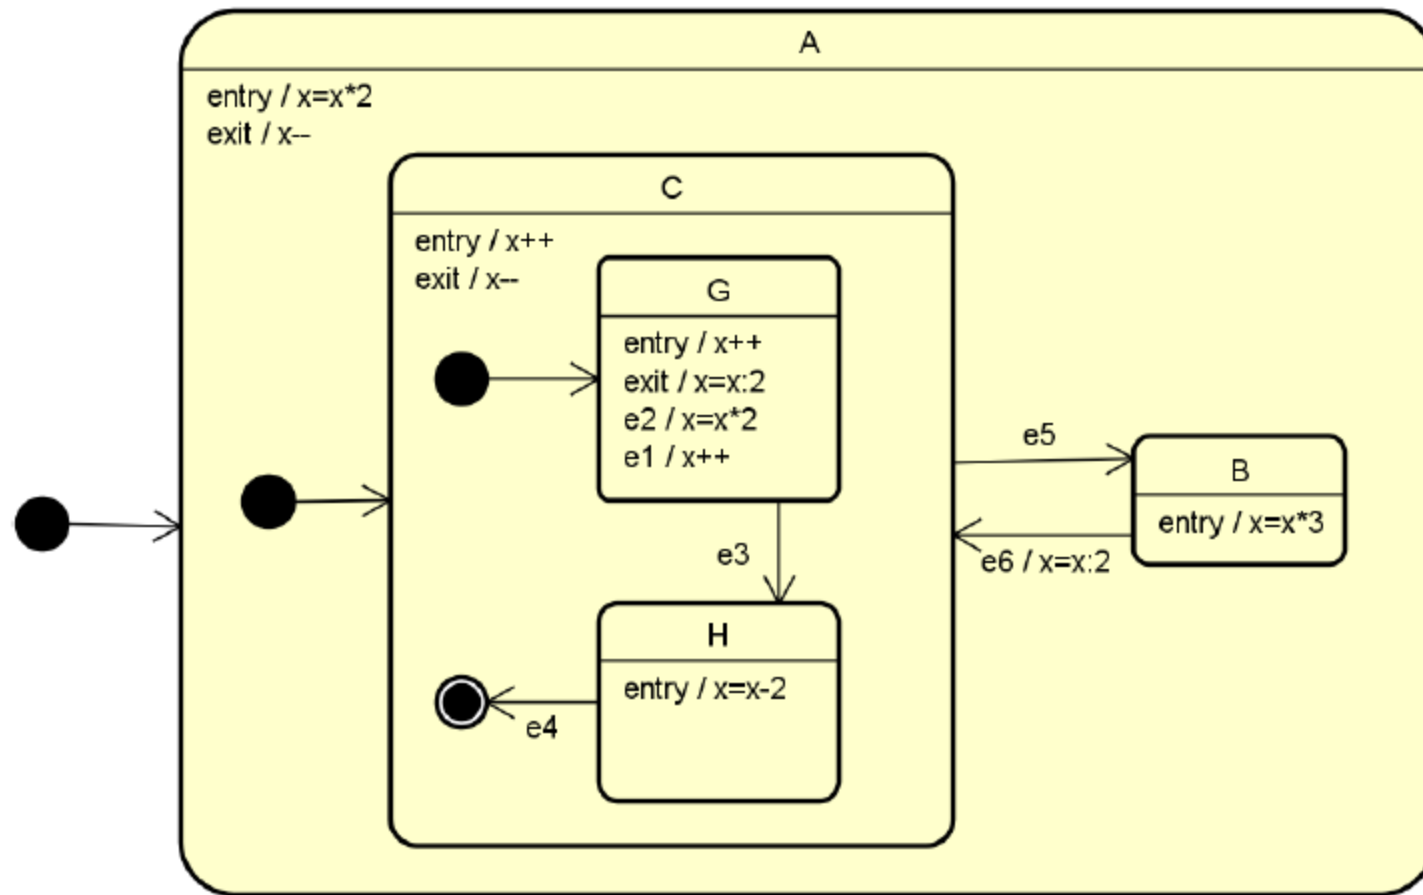 A
entry / x=x*2
exit / x--
C
entry / x++
exit / x--
G
entry / x++
exit / x=x:2
e2 / x=x*2
e1 / x++
e5
B
entry / x=x*3
e6 / x=x:2
e3
H
entry / x=x-2
e4